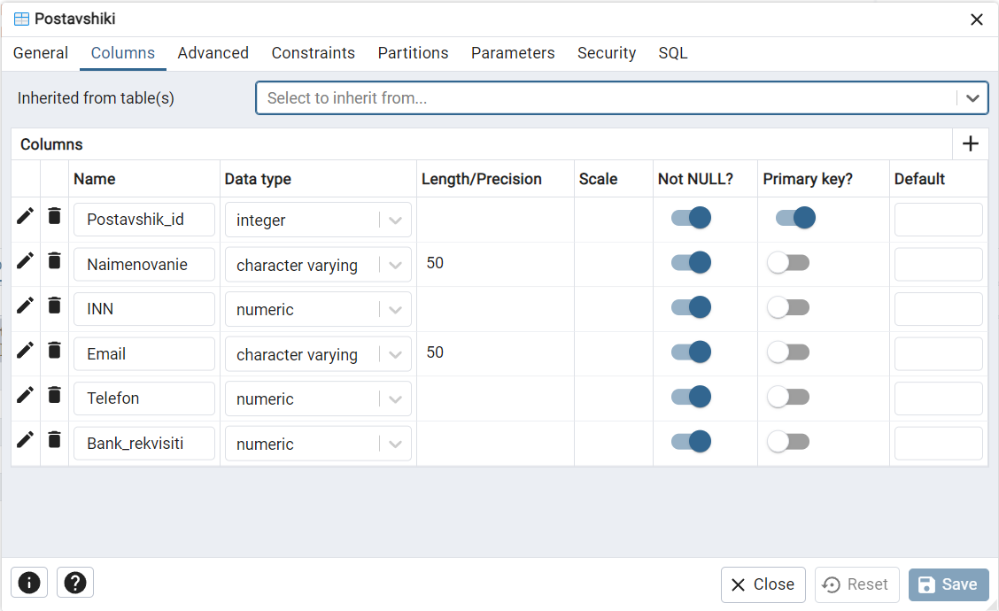 Postavshiki
General Columns Advanced Constraints Partitions Parameters Security SQL
Inherited from table(s) Select to inherit from...
Columns
Name Data type Length/Precision Scale Not NULL? Primary key? Default
Postavshik_id integer
Naimenovanie character varying 50
INN numeric
Email character varying 50
Telefon numeric
Bank_rekvisiti numeric
Close Reset Save